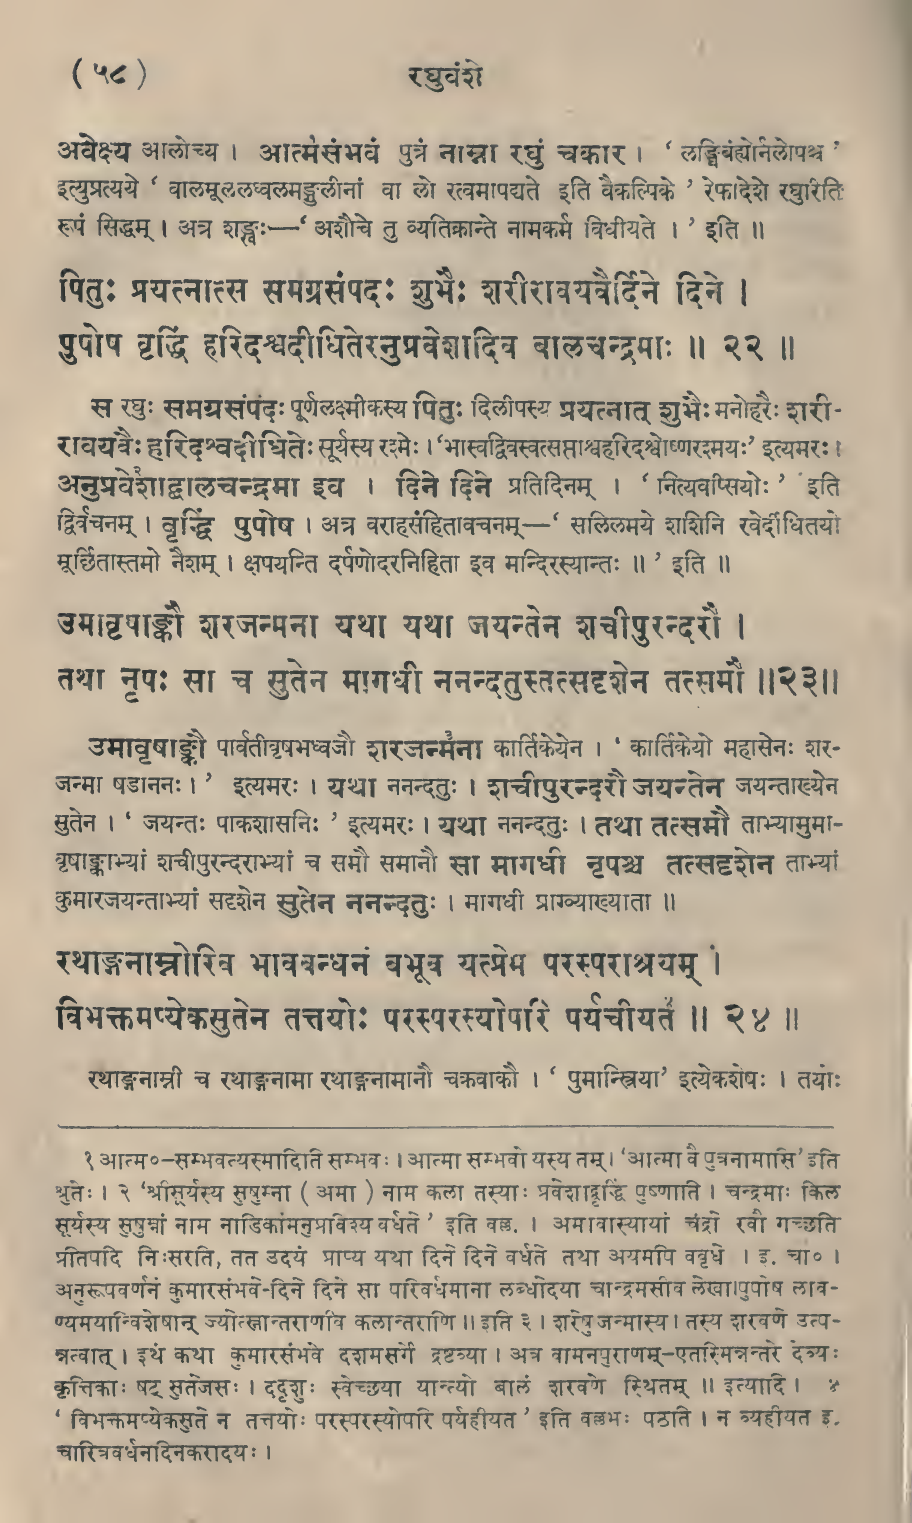 ( ५८ ) रघुवंशे
अवेक्ष्य आलोच्य । आत्मसंभवं पुत्रं नाम्ना रघुं चकार । ‘ लङ्घिबंह्योर्नलोपश्च ’
इत्युप्रत्यये ‘ वालमूललघ्वलमङ्गुलीनां वा लो रत्वमापद्यते इति वैकल्पिके ’ रेफादेशे रघुरिति
रूपं सिद्धम् । अत्र शङ्खः—‘ अशौचे तु व्यतिक्रान्ते नामकर्म विधीयते । ’ इति ॥
पितुः प्रयत्नात्स समग्रसंपदः शुभैः शरीरावयवैर्दिने दिने ।
पुपोष वृद्धिं हरिदश्वदीधितेरनुप्रवेशादिव बालचन्द्रमाः ॥ २२ ॥
स रघुः समग्रसंपदः पूर्णलक्ष्मीकस्य पितुः दिलीपस्य प्रयत्नात् शुभैः मनोहरैः शरी-
रावयवैः हरिदश्वदीधितेः सूर्यस्य रश्मेः । ‘भास्वद्विवस्वत्सप्ताश्वहरिदश्वोष्णरश्मयः’ इत्यमरः ।
अनुप्रवेशाद्बालचन्द्रमा इव । दिने दिने प्रतिदिनम् । ‘ नित्यवीप्सयोः ’ इति
द्विर्वचनम् । वृद्धिं पुपोष । अत्र वराहसंहितावचनम्—‘ सलिलमये शशिनि रवेर्दीधितयो
मूर्छितास्तमो नैशम् । क्षपयन्ति दर्पणोदरनिहिता इव मन्दिरस्यान्तः ॥ ’ इति ॥
उमावृषाङ्कौ शरजन्मना यथा यथा जयन्तेन शचीपुरन्दरौ ।
तथा नृपः सा च सुतेन मागधी ननन्दतुस्तत्सदृशेन तत्समौ ॥२३॥
उमावृषाङ्कौ पार्वतीवृषभध्वजौ शरजन्मना कार्तिकेयेन । ‘ कार्तिकेयो महासेनः शर-
जन्मा षडाननः । ’ इत्यमरः । यथा ननन्दतुः । शचीपुरन्दरौ जयन्तेन जयन्ताख्येन
सुतेन । ‘ जयन्तः पाकशासनिः ’ इत्यमरः । यथा ननन्दतुः । तथा तत्समौ ताभ्यामुमा-
वृषाङ्काभ्यां शचीपुरन्दराभ्यां च समौ समानौ सा मागधी नृपश्च तत्सदृशेन ताभ्यां
कुमारजयन्ताभ्यां सदृशेन सुतेन ननन्दतुः । मागधी प्राग्व्याख्याता ॥
रथाङ्गनाम्नोरिव भावबन्धनं बभूव यत्प्रेम परस्पराश्रयम् ।
विभक्तमप्येकसुतेन तत्तयोः परस्परस्योपरि पर्यचीयत ॥ २४ ॥
रथाङ्गनाम्नी च रथाङ्गनामा रथाङ्गनामानौ चक्रवाकौ । ‘ पुमान्स्त्रिया’ इत्येकशेषः । तयोः
१ आत्म०-सम्भवत्यस्मादिति सम्भवः । आत्मा सम्भवो यस्य तम् । ‘आत्मा वै पुत्रनामासि’ इति
श्रुतेः । २ ‘श्रीसूर्यस्य सुषुम्ना ( अमा ) नाम कला तस्याः प्रवेशाद्वृद्धिं पुष्णाति । चन्द्रमाः किल
सूर्यस्य सुषुम्नां नाम नाडिकामनुप्रविश्य वर्धते ’ इति वल्ल. । अमावास्यायां चंद्रो रवौ गच्छति
प्रतिपदि निःसरति, तत उदयं प्राप्य यथा दिने दिने वर्धते तथा अयमपि ववृधे । इ. चा० ।
अनुरूपवर्णनं कुमारसंभवे-दिने दिने सा परिवर्धमाना लब्धोदया चान्द्रमसीव लेखा।पुपोष लाव-
ण्यमयान्विशेषान् ज्योत्स्नान्तराणीव कलान्तराणि ॥ इति ३ । शरेषु जन्मास्य । तस्य शरवणे उत्प-
न्नत्वात् । इयं कथा कुमारसंभवे दशमसर्गे द्रष्टव्या । अत्र वामनपुराणम्-एतस्मिन्नन्तरे देव्यः
कृत्तिकाः षट् सुतेजसः । ददृशुः स्वेच्छया यान्त्यो बालं शरवणे स्थितम् ॥ इत्यादि । ४
‘ विभक्तमप्येकसुते न तत्तयोः परस्परस्योपरि पर्यहीयत ’ इति वल्लभः पठति । न व्यहीयत इ.
चारित्रवर्धनदिनकरादयः ।